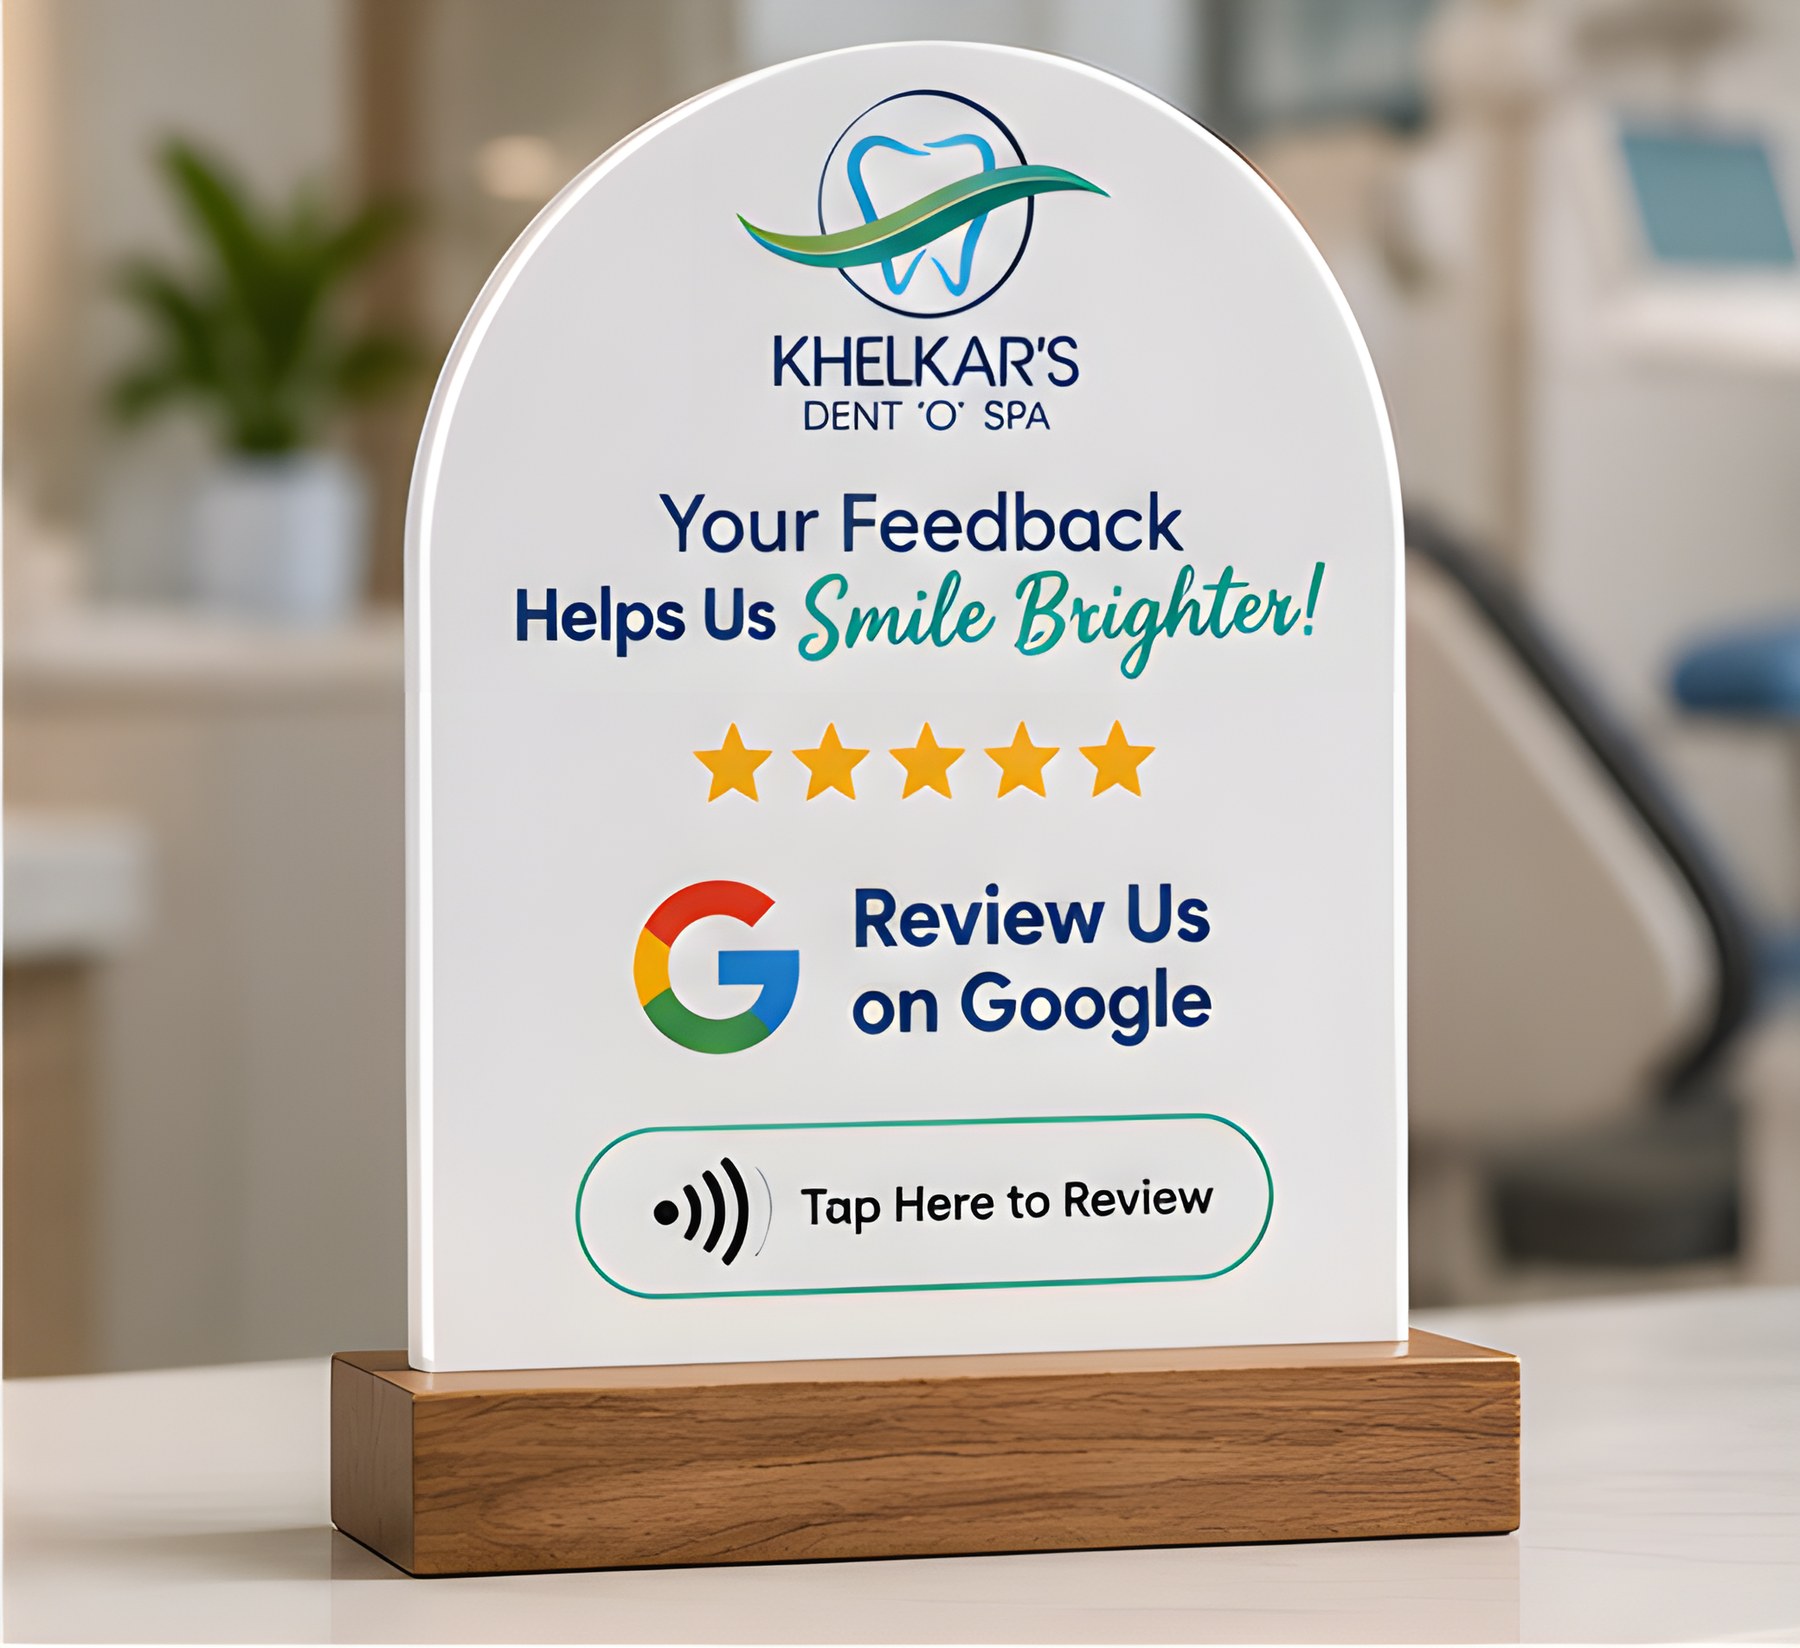 KHELKAR'S
DENT 'O' SPA
Your Feedback
Helps Us Smile Brighter!
Review Us
on Google
Tap Here to Review